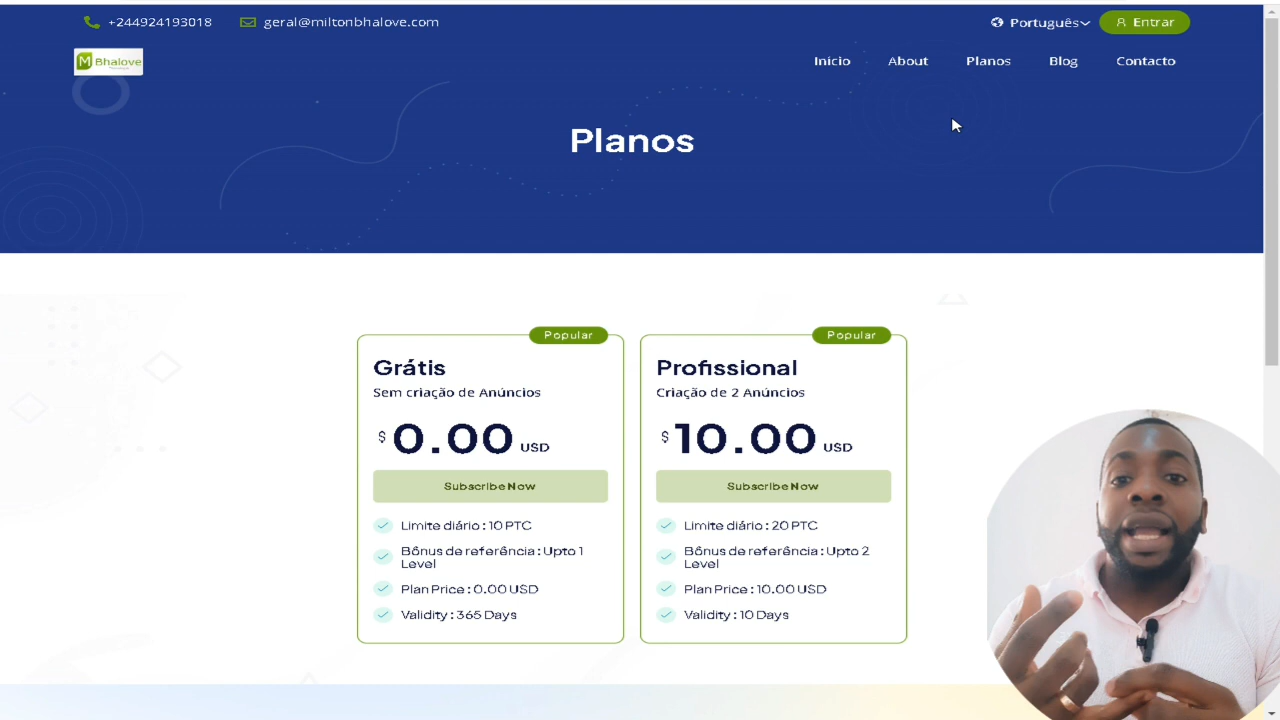 +244924193018
geral@miltonbhalove.com
Português
Entrar
M Bhalove
Início
About
Planos
Blog
Contacto
Planos
Popular
Grátis
Sem criação de Anúncios
$ 0.00 USD
Subscribe Now
Limite diário : 10 PTC
Bônus de referência : Upto 1
Level
Plan Price : 0.00 USD
Validity : 365 Days
Popular
Profissional
Criação de 2 Anúncios
$ 10.00 USD
Subscribe Now
Limite diário : 20 PTC
Bônus de referência : Upto 2
Level
Plan Price : 10.00 USD
Validity : 10 Days